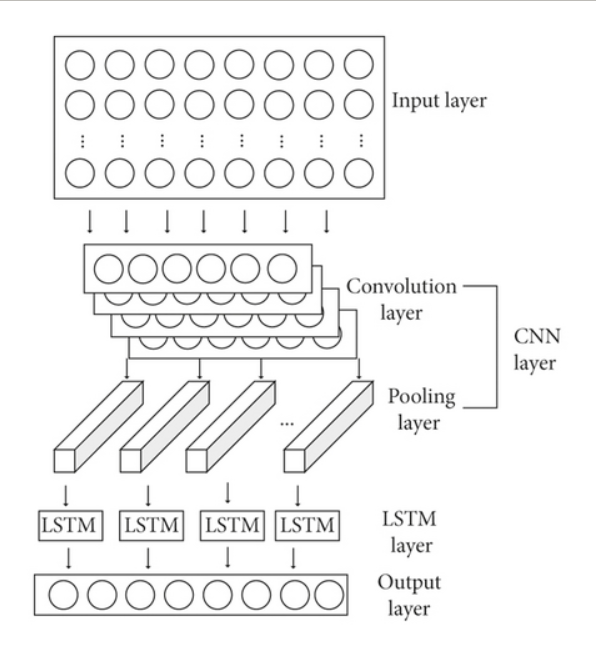 Input layer
Convolution
layer
CNN
layer
Pooling
layer
...
LSTM LSTM LSTM LSTM
LSTM
layer
Output
layer